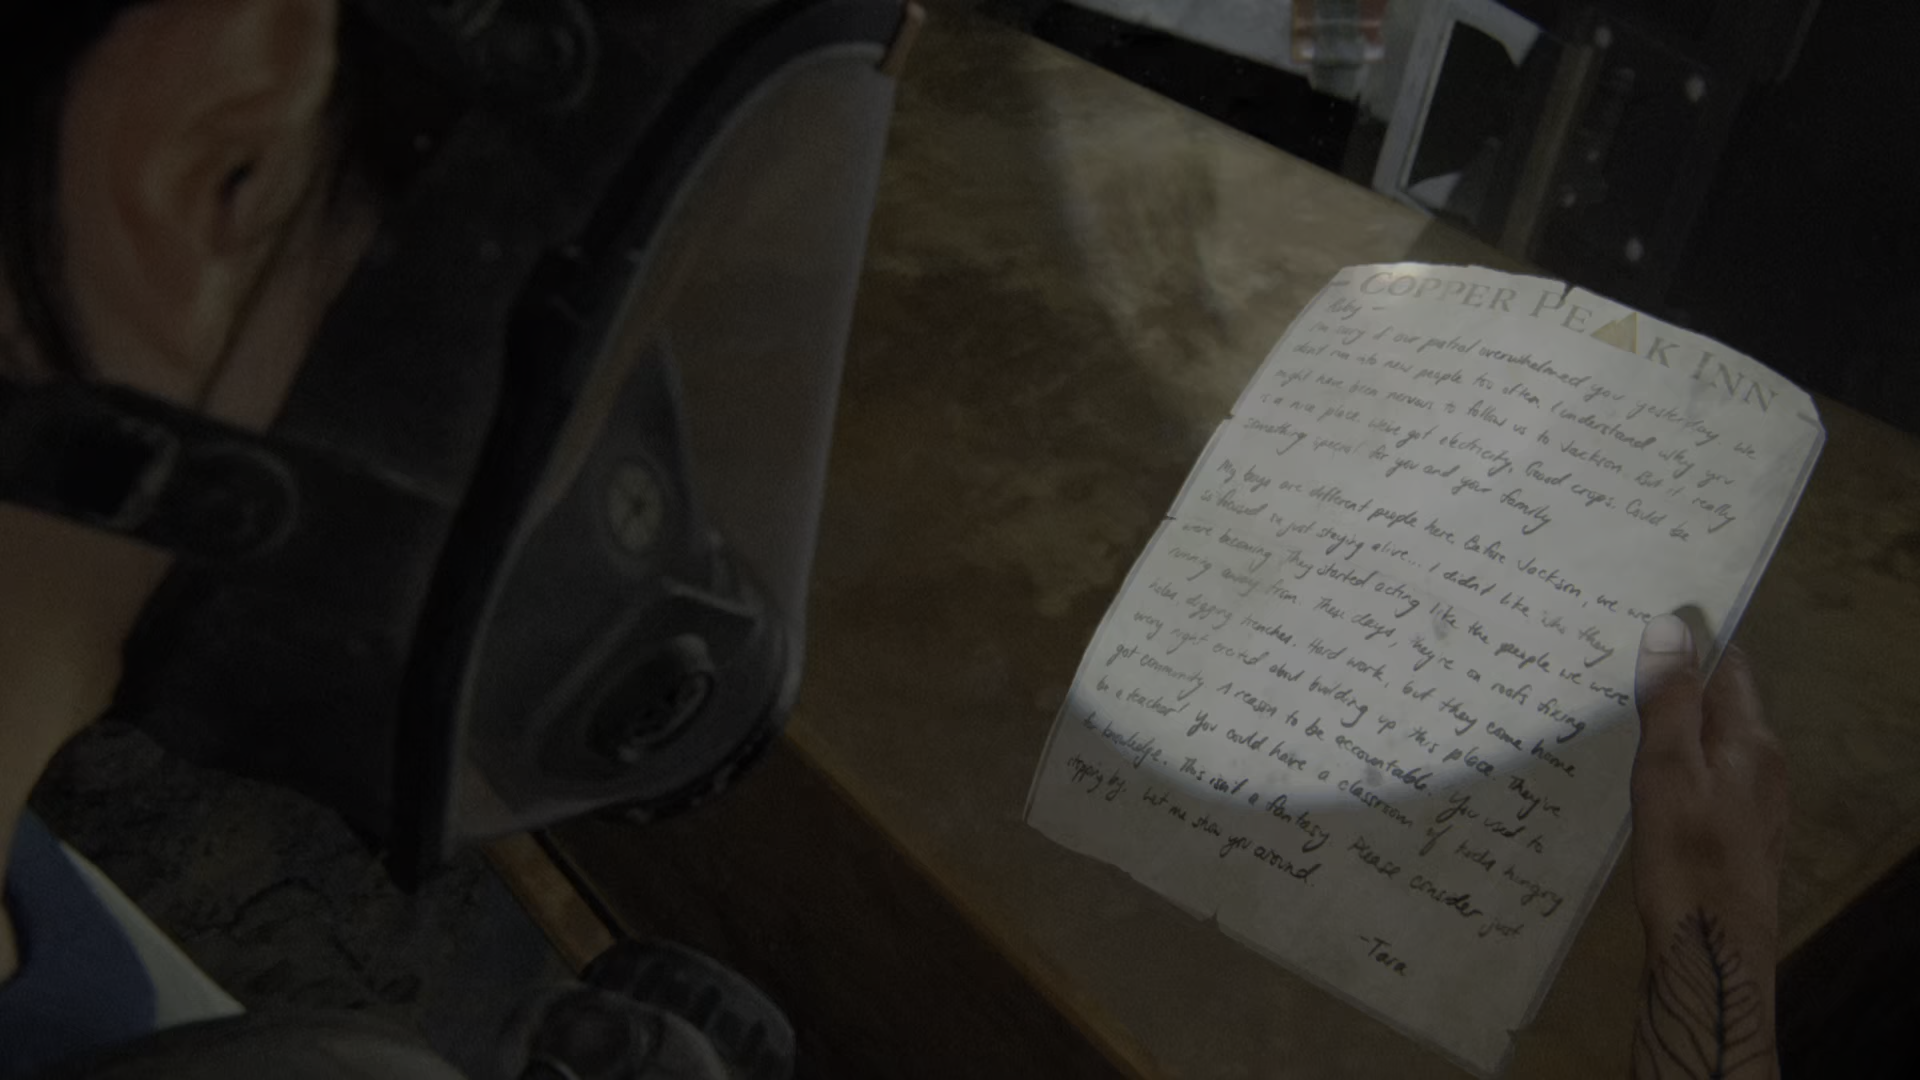 COPPER PEAK INN
Ruby -
I'm sorry if our patrol overwhelmed you yesterday. We
don't run into new people too often. I understand why you
might have been nervous to follow us to Jackson. But it really
is a nice place. We've got electricity. Good crops. Could be
something special for you and your family
My boys are different people here. Before Jackson, we were
so focused on just staying alive... I didn't like who they
were becoming. They started acting like the people we were
running away from. These days, they're on roofs fixing
holes, digging trenches. Hard work, but they come home
every night excited about building up this place. They've
got community. A reason to be accountable. You used to
be a teacher! You could have a classroom of kids hungry
for knowledge. This isn't a fantasy. Please consider just
stopping by. Let me show you around.
-Tara